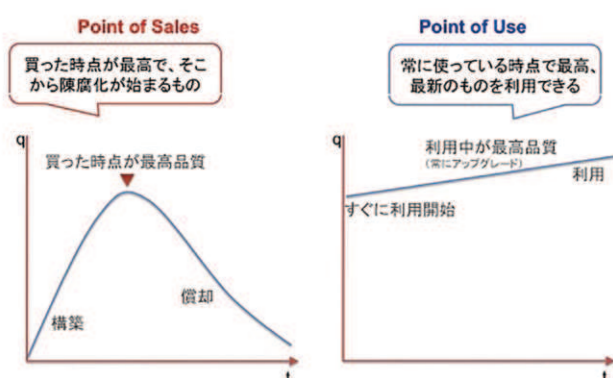 Point of Sales
買った時点が最高で、そこ
から陳腐化が始まるもの
q
買った時点が最高品質
構築
償却
t
Point of Use
常に使っている時点で最高、
最新のものを利用できる
q
利用中が最高品質
(常にアップグレード)
利用
すぐに利用開始
t